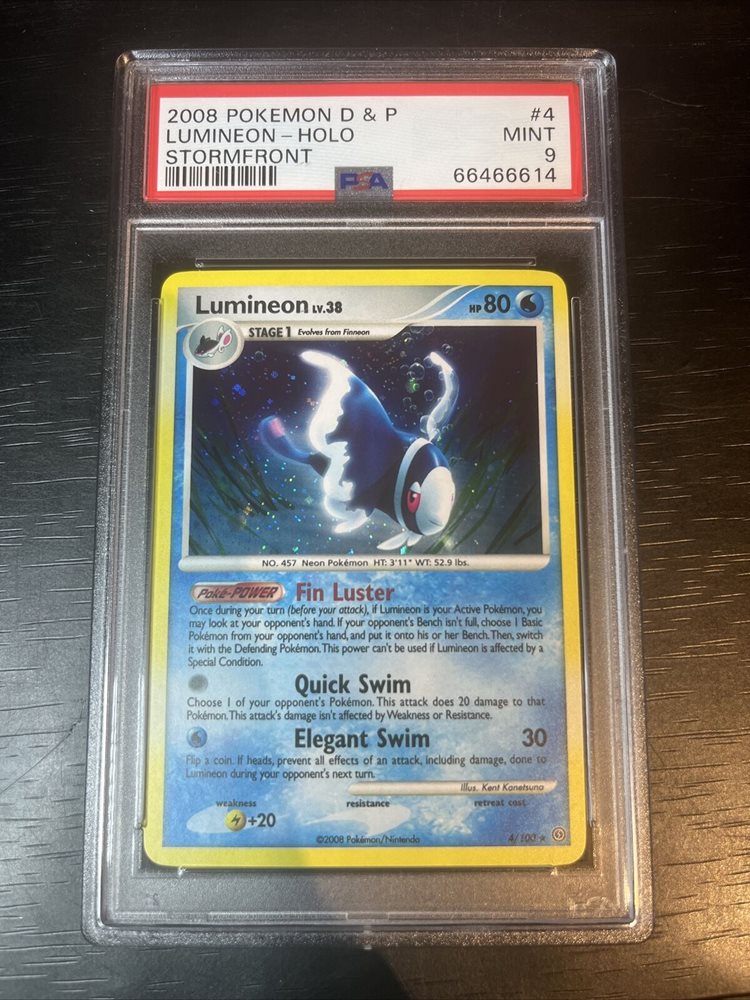 2008 POKEMON D & P #4
LUMINEON - HOLO MINT
STORMFRONT 9
PSA 66466614
Lumineon LV.38 HP 80
STAGE 1 Evolves from Finneon
NO. 457 Neon Pokémon HT: 3'11" WT: 52.9 lbs.
Poké-POWER Fin Luster
Once during your turn (before your attack), if Lumineon is your Active Pokémon, you
may look at your opponent's hand. If your opponent's Bench isn't full, choose 1 Basic
Pokémon from your opponent's hand, and put it onto his or her Bench. Then, switch
it with the Defending Pokémon. This power can't be used if Lumineon is affected by a
Special Condition.
Quick Swim
Choose 1 of your opponent's Pokémon. This attack does 20 damage to that
Pokémon. This attack's damage isn't affected by Weakness or Resistance.
Elegant Swim 30
Flip a coin. If heads, prevent all effects of an attack, including damage, done to
Lumineon during your opponent's next turn.
Illus. Kent Kanetsuna
weakness resistance retreat cost
+20
©2008 Pokémon/Nintendo 4/100